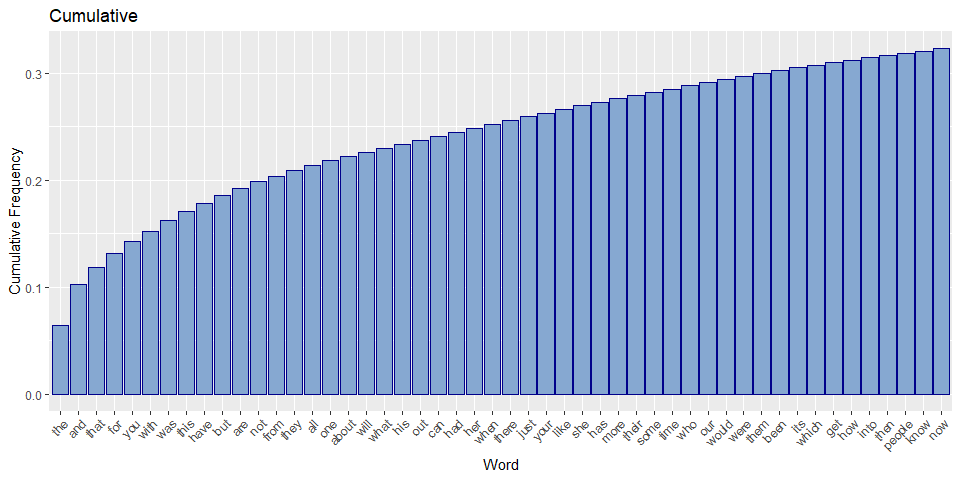 Cumulative
Cumulative Frequency
0.3
0.2
0.1
0.0
the and that for you with was this have but are not from they all one about will what his out can had her when there just your like she has more their some time who our would were them been its which get how into then people know now
Word